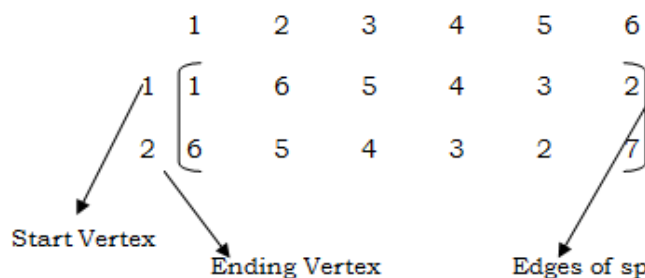 1 2 3 4 5 6
1 1 6 5 4 3 2
2 6 5 4 3 2 7
Start Vertex
Ending Vertex Edges of sp